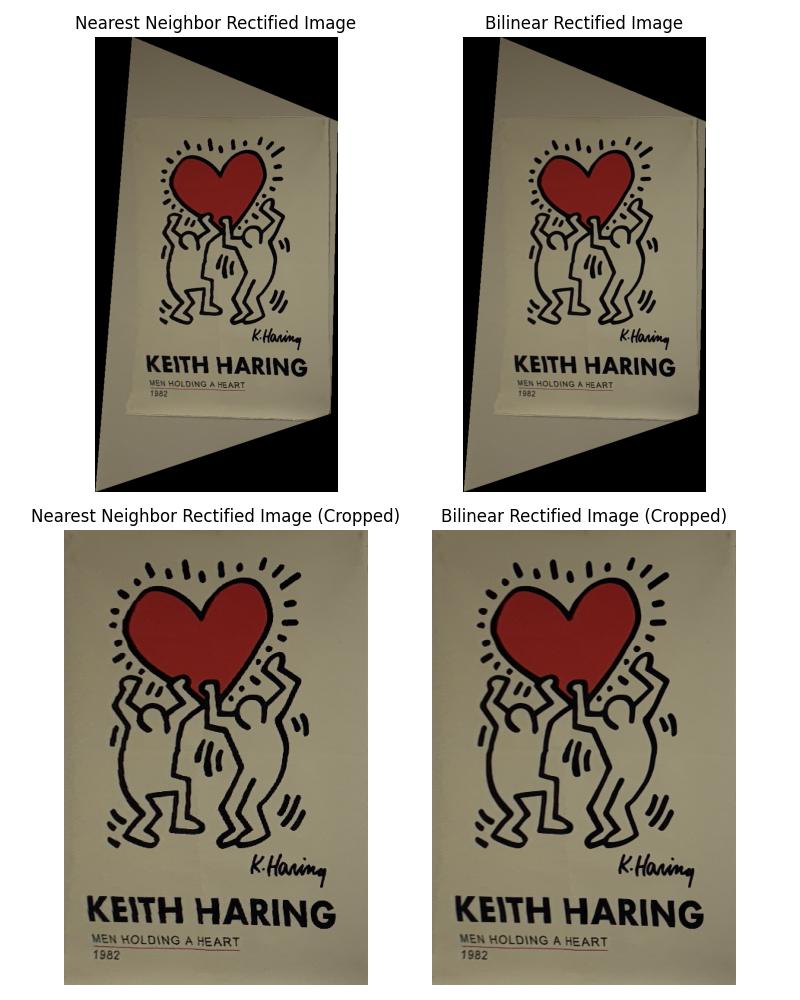 Nearest Neighbor Rectified Image
Bilinear Rectified Image
K.Haring
KEITH HARING
MEN HOLDING A HEART
1982
K.Haring
KEITH HARING
MEN HOLDING A HEART
1982
Nearest Neighbor Rectified Image (Cropped)
Bilinear Rectified Image (Cropped)
K.Haring
KEITH HARING
MEN HOLDING A HEART
1982
K.Haring
KEITH HARING
MEN HOLDING A HEART
1982